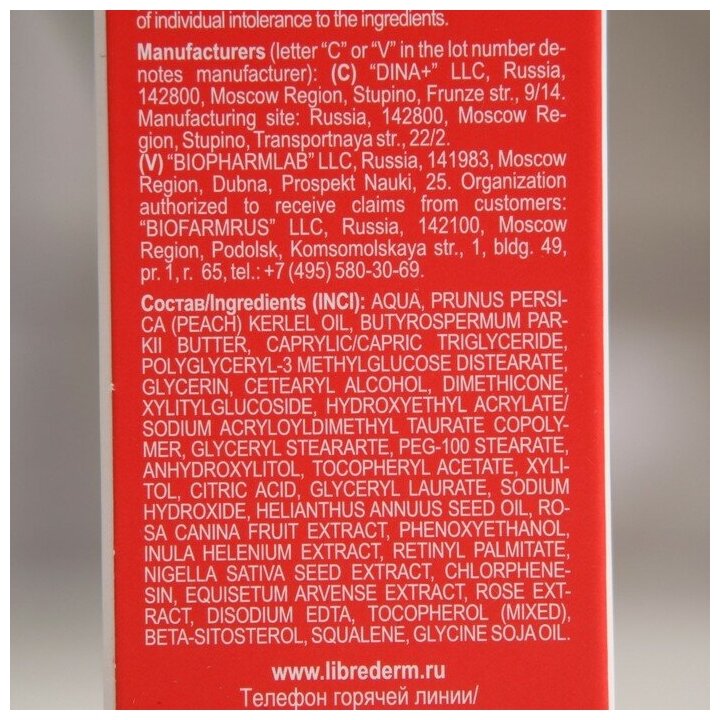 of individual intolerance to the ingredients.
Manufacturers (letter “C” or “V” in the lot number de-
notes manufacturer): (C) “DINA+” LLC, Russia,
142800, Moscow Region, Stupino, Frunze str., 9/14.
Manufacturing site: Russia, 142800, Moscow Re-
gion, Stupino, Transportnaya str., 22/2.
(V) “BIOPHARMLAB” LLC, Russia, 141983, Moscow
Region, Dubna, Prospekt Nauki, 25. Organization
authorized to receive claims from customers:
“BIOFARMRUS” LLC, Russia, 142100, Moscow
Region, Podolsk, Komsomolskaya str., 1, bldg. 49,
pr. 1, r. 65, tel.: +7 (495) 580-30-69.
Состав/Ingredients (INCI): AQUA, PRUNUS PERSI-
CA (PEACH) KERLEL OIL, BUTYROSPERMUM PAR-
KII BUTTER, CAPRYLIC/CAPRIC TRIGLYCERIDE,
POLYGLYCERYL-3 METHYLGLUCOSE DISTEARATE,
GLYCERIN, CETEARYL ALCOHOL, DIMETHICONE,
XYLITYLGLUCOSIDE, HYDROXYETHYL ACRYLATE/
SODIUM ACRYLOYLDIMETHYL TAURATE COPOLY-
MER, GLYCERYL STEARARTE, PEG-100 STEARATE,
ANHYDROXYLITOL, TOCOPHERYL ACETATE, XYLI-
TOL, CITRIC ACID, GLYCERYL LAURATE, SODIUM
HYDROXIDE, HELIANTHUS ANNUUS SEED OIL, RO-
SA CANINA FRUIT EXTRACT, PHENOXYETHANOL,
INULA HELENIUM EXTRACT, RETINYL PALMITATE,
NIGELLA SATIVA SEED EXTRACT, CHLORPHENE-
SIN, EQUISETUM ARVENSE EXTRACT, ROSE EXT-
RACT, DISODIUM EDTA, TOCOPHEROL (MIXED),
BETA-SITOSTEROL, SQUALENE, GLYCINE SOJA OIL.
www.librederm.ru
Телефон горячей линии/